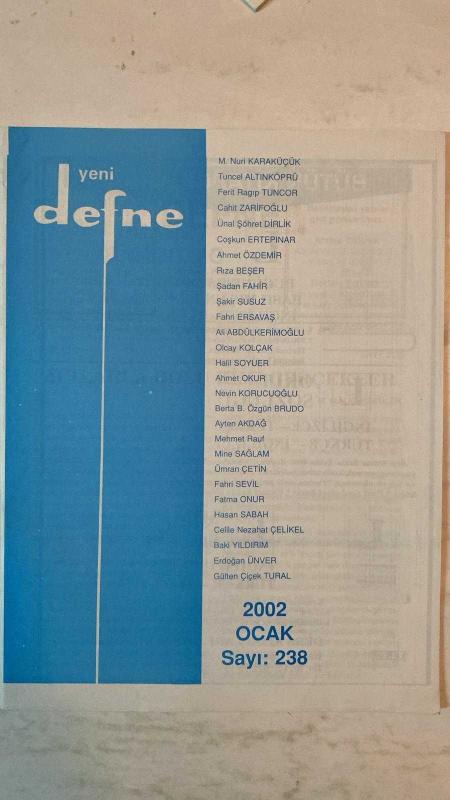 yeni
defne
M. Nuri KARAKÜÇÜK
Tuncel ALTINKÖPRÜ
Ferit Ragıp TUNCOR
Cahit ZARİFOĞLU
Ünal Şöhret DİRLİK
Coşkun ERTEPINAR
Ahmet ÖZDEMİR
Rıza BEŞER
Şadan FAHİR
Şakir SUSUZ
Fahri ERSAVAŞ
Ali ABDÜLKERİMOĞLU
Olcay KOLÇAK
Halil SOYUER
Ahmet OKUR
Nevin KORUCUOĞLU
Berta B. Özgün BRUDO
Ayten AKDAĞ
Mehmet Rauf
Mine SAĞLAM
Ümran ÇETİN
Fahri SEVİL
Fatma ONUR
Hasan SABAH
Celile Nezahat ÇELİKEL
Baki YILDIRIM
Erdoğan ÜNVER
Gülten Çiçek TURAL
2002
OCAK
Sayı: 238